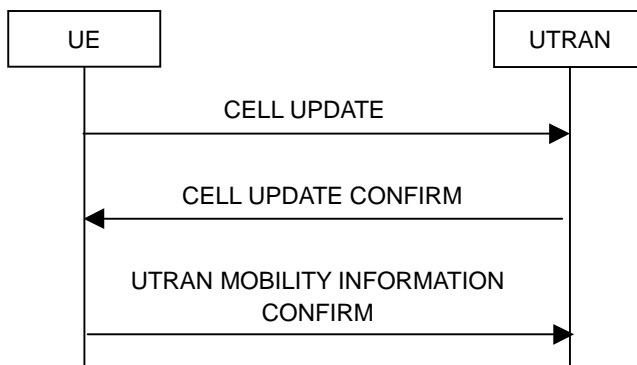 UE
UTRAN
CELL UPDATE
CELL UPDATE CONFIRM
UTRAN MOBILITY INFORMATION
CONFIRM